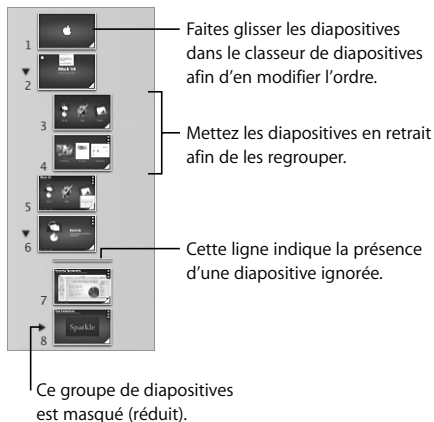 1
Faites glisser les diapositives
dans le classeur de diapositives
afin d'en modifier l'ordre.
2
3
Mettez les diapositives en retrait
afin de les regrouper.
4
5
6
Cette ligne indique la présence
d'une diapositive ignorée.
7
Sparkle
8
Ce groupe de diapositives
est masqué (réduit).